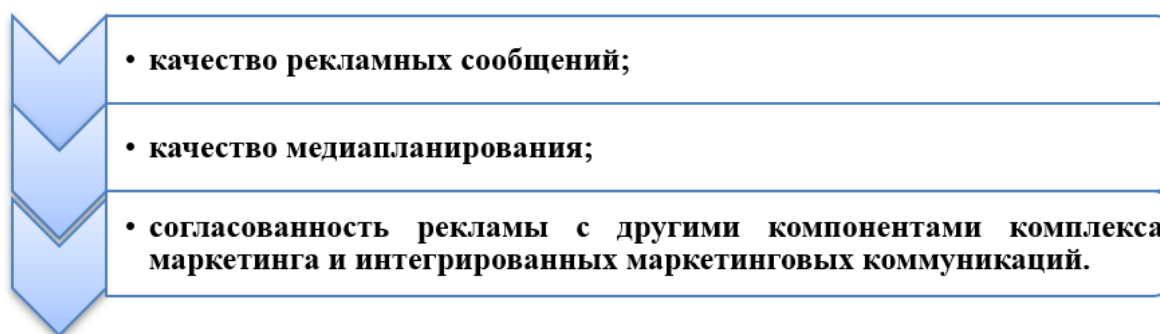 • качество рекламных сообщений;
• качество медиапланирования;
• согласованность рекламы с другими компонентами комплекса
маркетинга и интегрированных маркетинговых коммуникаций.